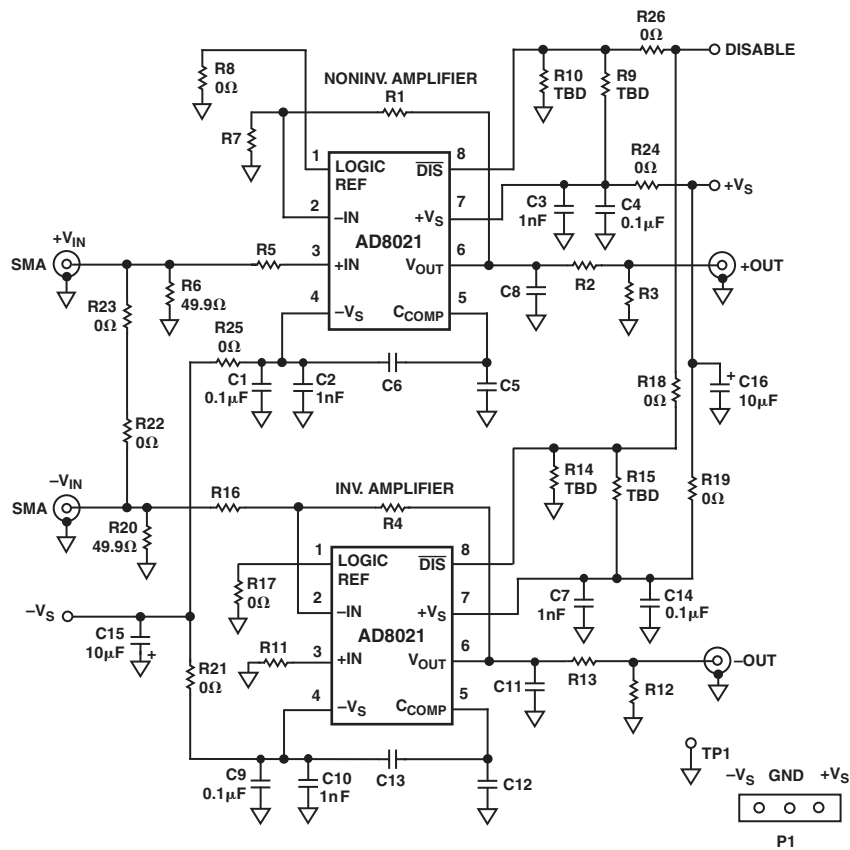 R26
0Ω
DISABLE
R8
0Ω
NONINV. AMPLIFIER
R10
TBD
R9
TBD
R1
R7
1
LOGIC
REF
DIS
8
R24
0Ω
+VS
2
–IN
+VS
7
C3
1nF
C4
0.1µF
AD8021
+VIN
SMA
R5
3
+IN
VOUT
6
+OUT
R6
49.9Ω
R23
0Ω
C8
R2
R3
4
–VS
CCOMP
5
R25
0Ω
C1
0.1µF
C2
1nF
C6
C5
R18
0Ω
+
C16
10µF
R22
0Ω
–VIN
SMA
R16
INV. AMPLIFIER
R4
R14
TBD
R15
TBD
R19
0Ω
R20
49.9Ω
1
LOGIC
REF
DIS
8
R17
0Ω
2
–IN
+VS
7
C7
1nF
C14
0.1µF
–VS
AD8021
C15
10µF
+
R11
3
+IN
VOUT
6
–OUT
R21
0Ω
C11
R13
R12
4
–VS
CCOMP
5
C9
0.1µF
C10
1nF
C13
C12
TP1
–VS GND +VS
P1